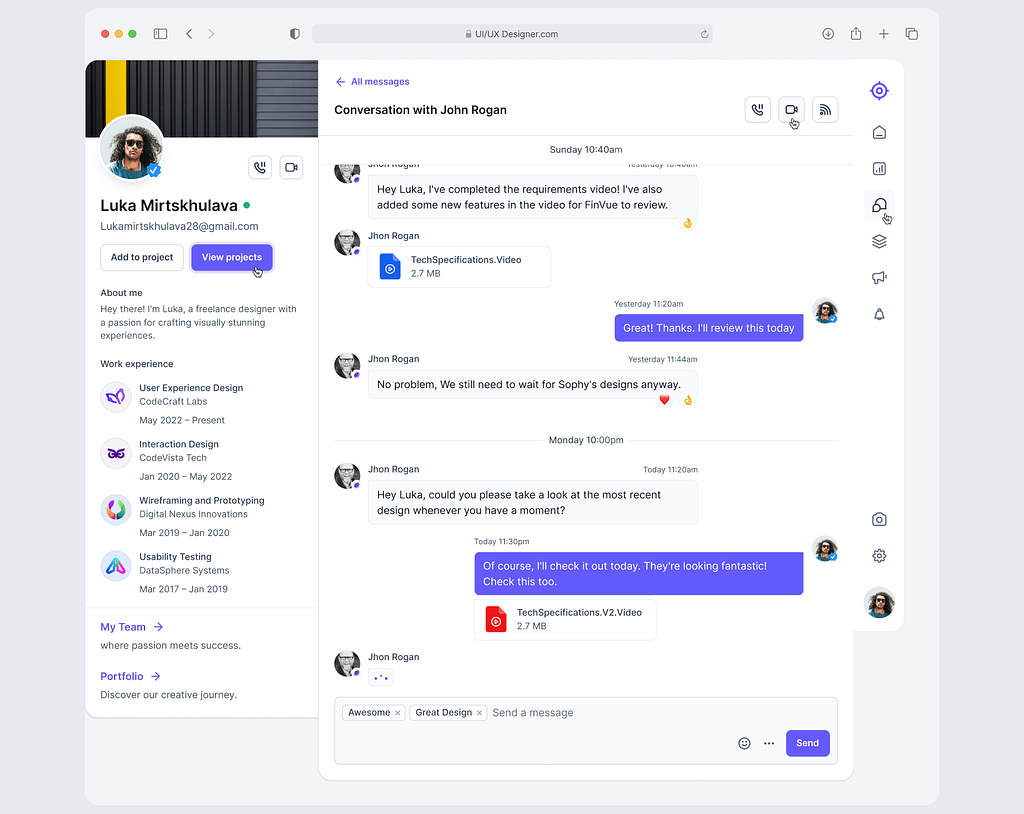 UI/UX Designer.com
Luka Mirtskhulava
Lukamirtskhulava28@gmail.com
Add to project
View projects
About me
Hey there! I'm Luka, a freelance designer with
a passion for crafting visually stunning
experiences.
Work experience
User Experience Design
CodeCraft Labs
May 2022 – Present
Interaction Design
CodeVista Tech
Jan 2020 – May 2022
Wireframing and Prototyping
Digital Nexus Innovations
Mar 2019 – Jan 2020
Usability Testing
DataSphere Systems
Mar 2017 – Jan 2019
My Team
where passion meets success.
Portfolio
Discover our creative journey.
All messages
Conversation with John Rogan
Sunday 10:40am
Jhon Rogan
Yesterday 10:40am
Hey Luka, I've completed the requirements video! I've also
added some new features in the video for FinVue to review.
Jhon Rogan
TechSpecifications.Video
2.7 MB
Yesterday 11:20am
Great! Thanks. I'll review this today
Jhon Rogan
Yesterday 11:44am
No problem, We still need to wait for Sophy's designs anyway.
Monday 10:00pm
Jhon Rogan
Today 11:20am
Hey Luka, could you please take a look at the most recent
design whenever you have a moment?
Today 11:30pm
Of course, I'll check it out today. They're looking fantastic!
Check this too.
TechSpecifications.V2.Video
2.7 MB
Jhon Rogan
Awesome ×
Great Design ×
Send a message
Send